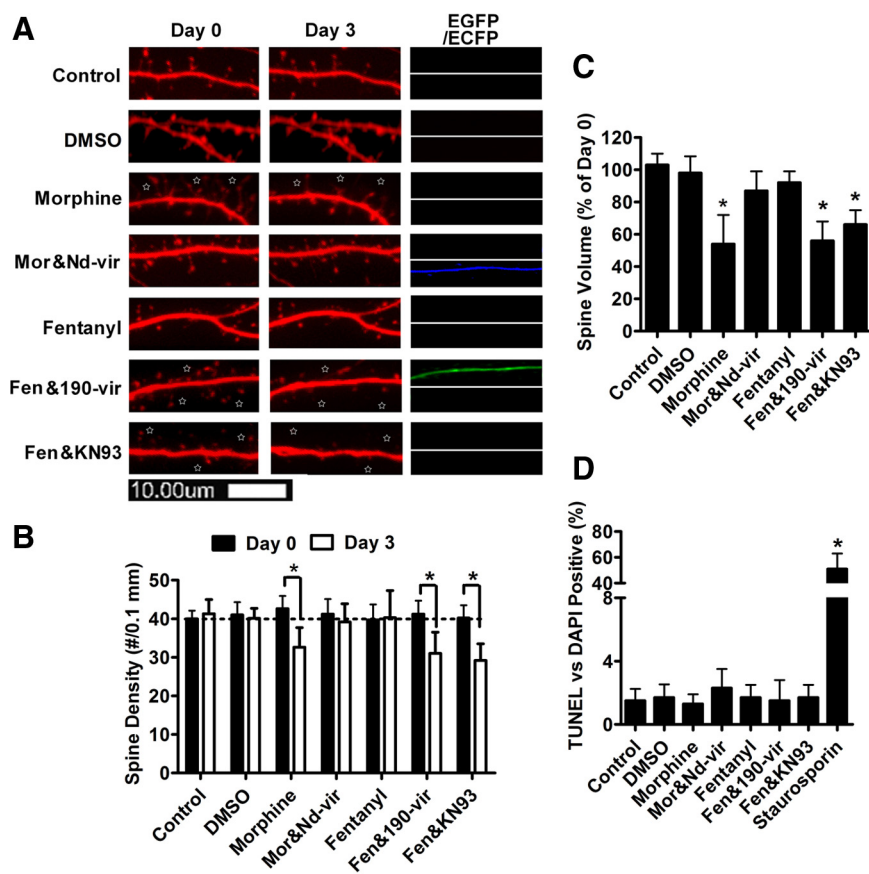 A
Day 0
Day 3
EGFP
/ECFP
Control
DMSO
Morphine
Mor&Nd-vir
Fentanyl
Fen&190-vir
Fen&KN93
10.00um
B
Day 0
Day 3
Spine Density (#/0.1 mm)
50
40
30
20
10
0
*
*
*
Control
DMSO
Morphine
Mor&Nd-vir
Fentanyl
Fen&190-vir
Fen&KN93
C
Spine Volume (% of Day 0)
120
100
80
60
40
20
0
*
*
*
Control
DMSO
Morphine
Mor&Nd-vir
Fentanyl
Fen&190-vir
Fen&KN93
D
TUNEL vs DAPI Positive (%)
80
60
40
8
4
0
*
Control
DMSO
Morphine
Mor&Nd-vir
Fentanyl
Fen&190-vir
Fen&KN93
Staurosporin